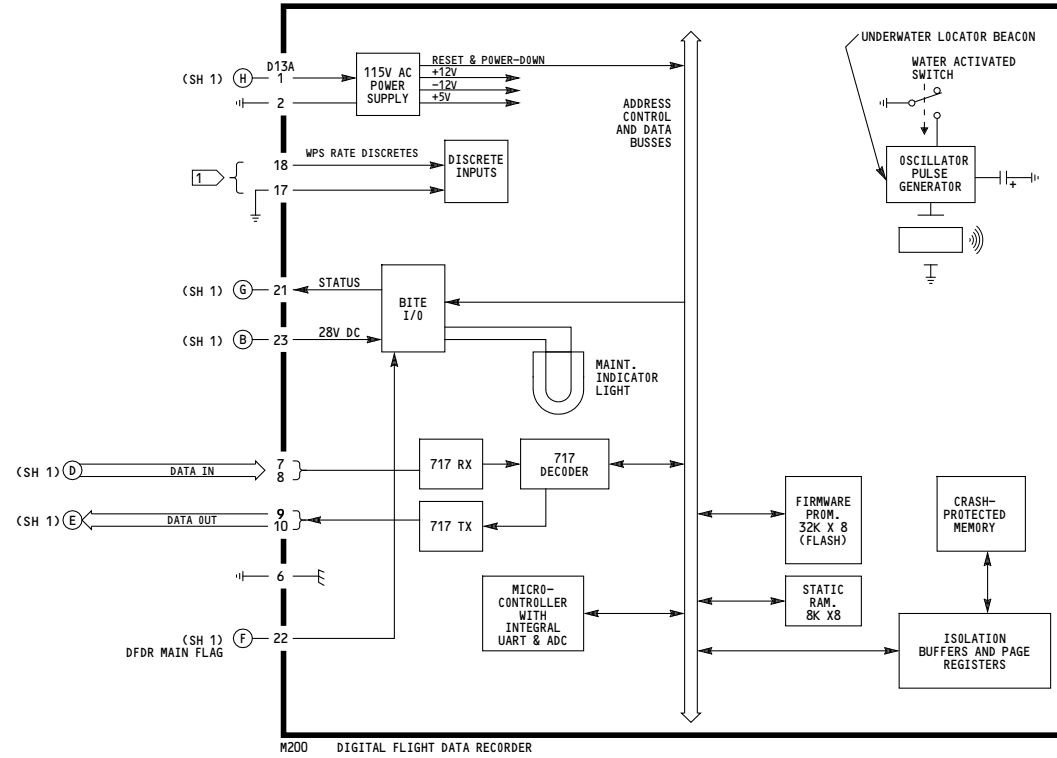 D13A
(SH 1) H 1
2
115V AC
POWER
SUPPLY
RESET & POWER-DOWN
+12V
-12V
+5V
ADDRESS
CONTROL
AND DATA
BUSSES
UNDERWATER LOCATOR BEACON
WATER ACTIVATED
SWITCH
OSCILLATOR
PULSE
GENERATOR
+
1
18 WPS RATE DISCRETES
17
DISCRETE
INPUTS
(SH 1) G 21 STATUS
(SH 1) B 23 28V DC
BITE
I/O
MAINT.
INDICATOR
LIGHT
(SH 1) D DATA IN 7
8
717 RX
717
DECODER
(SH 1) E DATA OUT 9
10
717 TX
6
(SH 1) F 22
DFDR MAIN FLAG
MICRO-
CONTROLLER
WITH
INTEGRAL
UART & ADC
FIRMWARE
PROM.
32K X 8
(FLASH)
STATIC
RAM.
8K X8
CRASH-
PROTECTED
MEMORY
ISOLATION
BUFFERS AND PAGE
REGISTERS
M200 DIGITAL FLIGHT DATA RECORDER